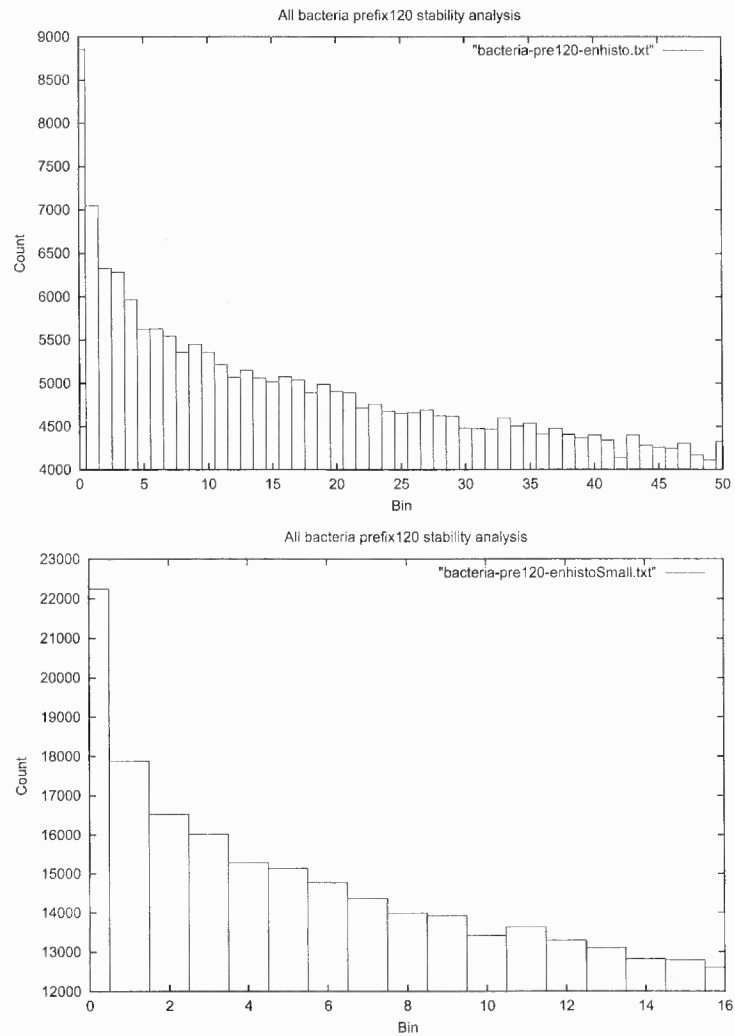 All bacteria prefix120 stability analysis
9000
8500
8000
7500
7000
6500
6000
5500
5000
4500
4000
Count
"bacteria-pre120-enhisto.txt"
0 5 10 15 20 25 30 35 40 45 50
Bin
All bacteria prefix120 stability analysis
23000
22000
21000
20000
19000
18000
17000
16000
15000
14000
13000
12000
Count
"bacteria-pre120-enhistoSmall.txt"
0 2 4 6 8 10 12 14 16
Bin